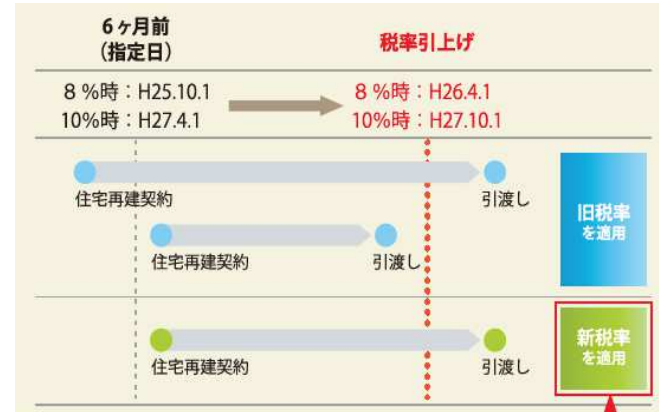 6ヶ月前
（指定日）
税率引上げ
8％時：H25.10.1
10%時：H27.4.1
8％時：H26.4.1
10%時：H27.10.1
住宅再建契約
引渡し
旧税率
を適用
住宅再建契約
引渡し
住宅再建契約
引渡し
新税率
を適用